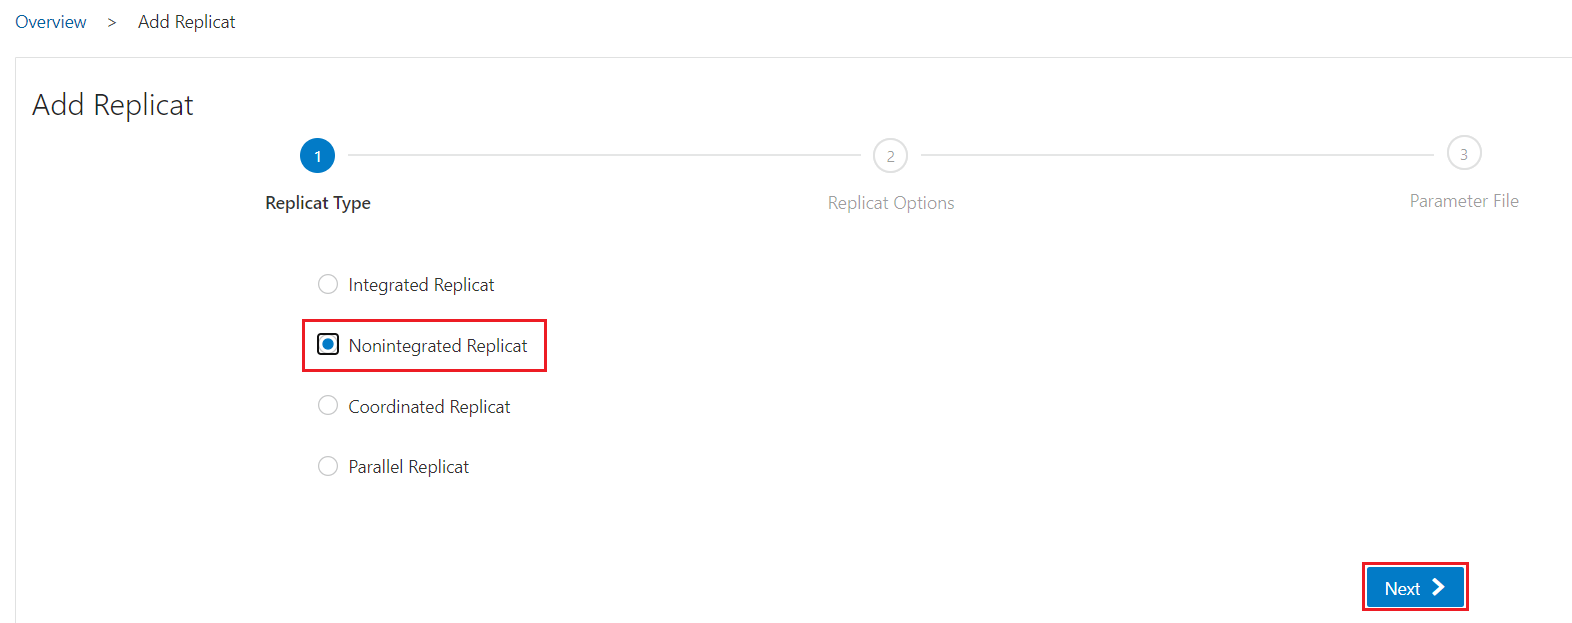 Overview > Add Replicat
Add Replicat
1 2 3
Replicat Type Replicat Options Parameter File
Integrated Replicat
Nonintegrated Replicat
Coordinated Replicat
Parallel Replicat
Next